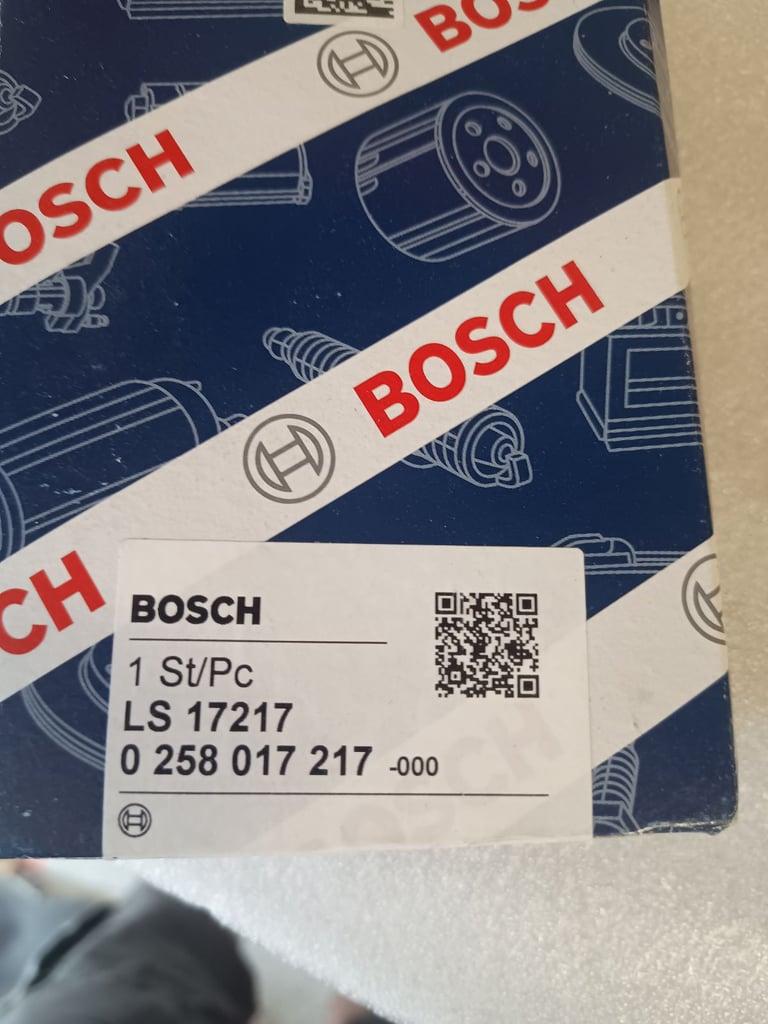 BOSCH
BOSCH
BOSCH
CH
BOSCH
1 St/Pc
LS 17217
0 258 017 217 -000